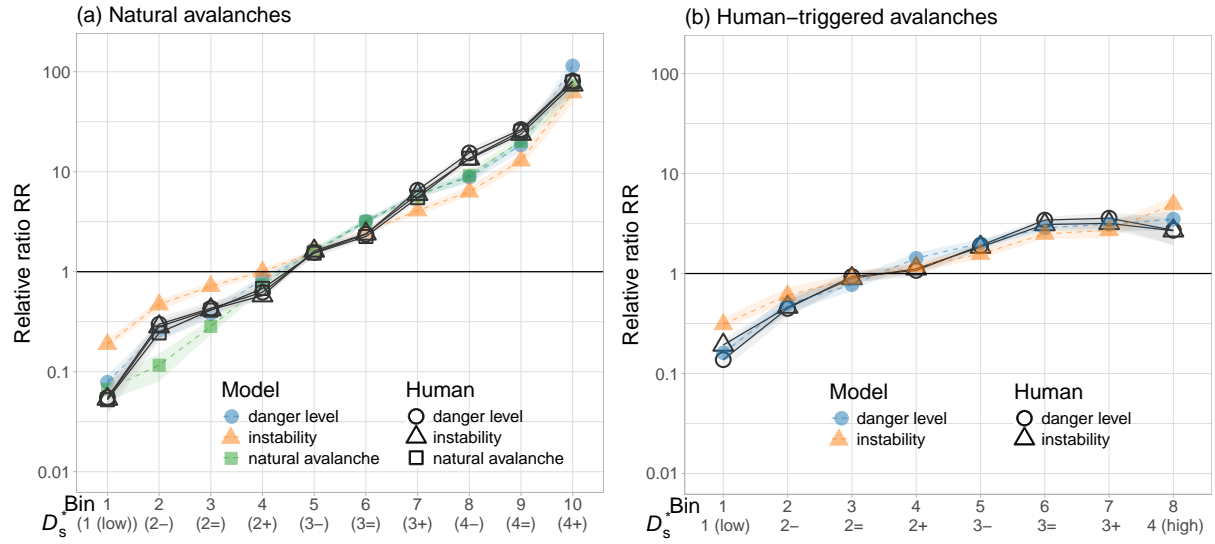 (a) Natural avalanches
Relative ratio RR
100
10
1
0.1
0.01
Model
danger level
instability
natural avalanche
Human
danger level
instability
natural avalanche
Bin 1 2 3 4 5 6 7 8 9 10
D*s (1 (low)) (2−) (2=) (2+) (3−) (3=) (3+) (4−) (4=) (4+)
(b) Human−triggered avalanches
Relative ratio RR
100
10
1
0.1
0.01
Model
danger level
instability
Human
danger level
instability
Bin 1 2 3 4 5 6 7 8
D*s 1 (low) 2− 2= 2+ 3− 3= 3+ 4 (high)